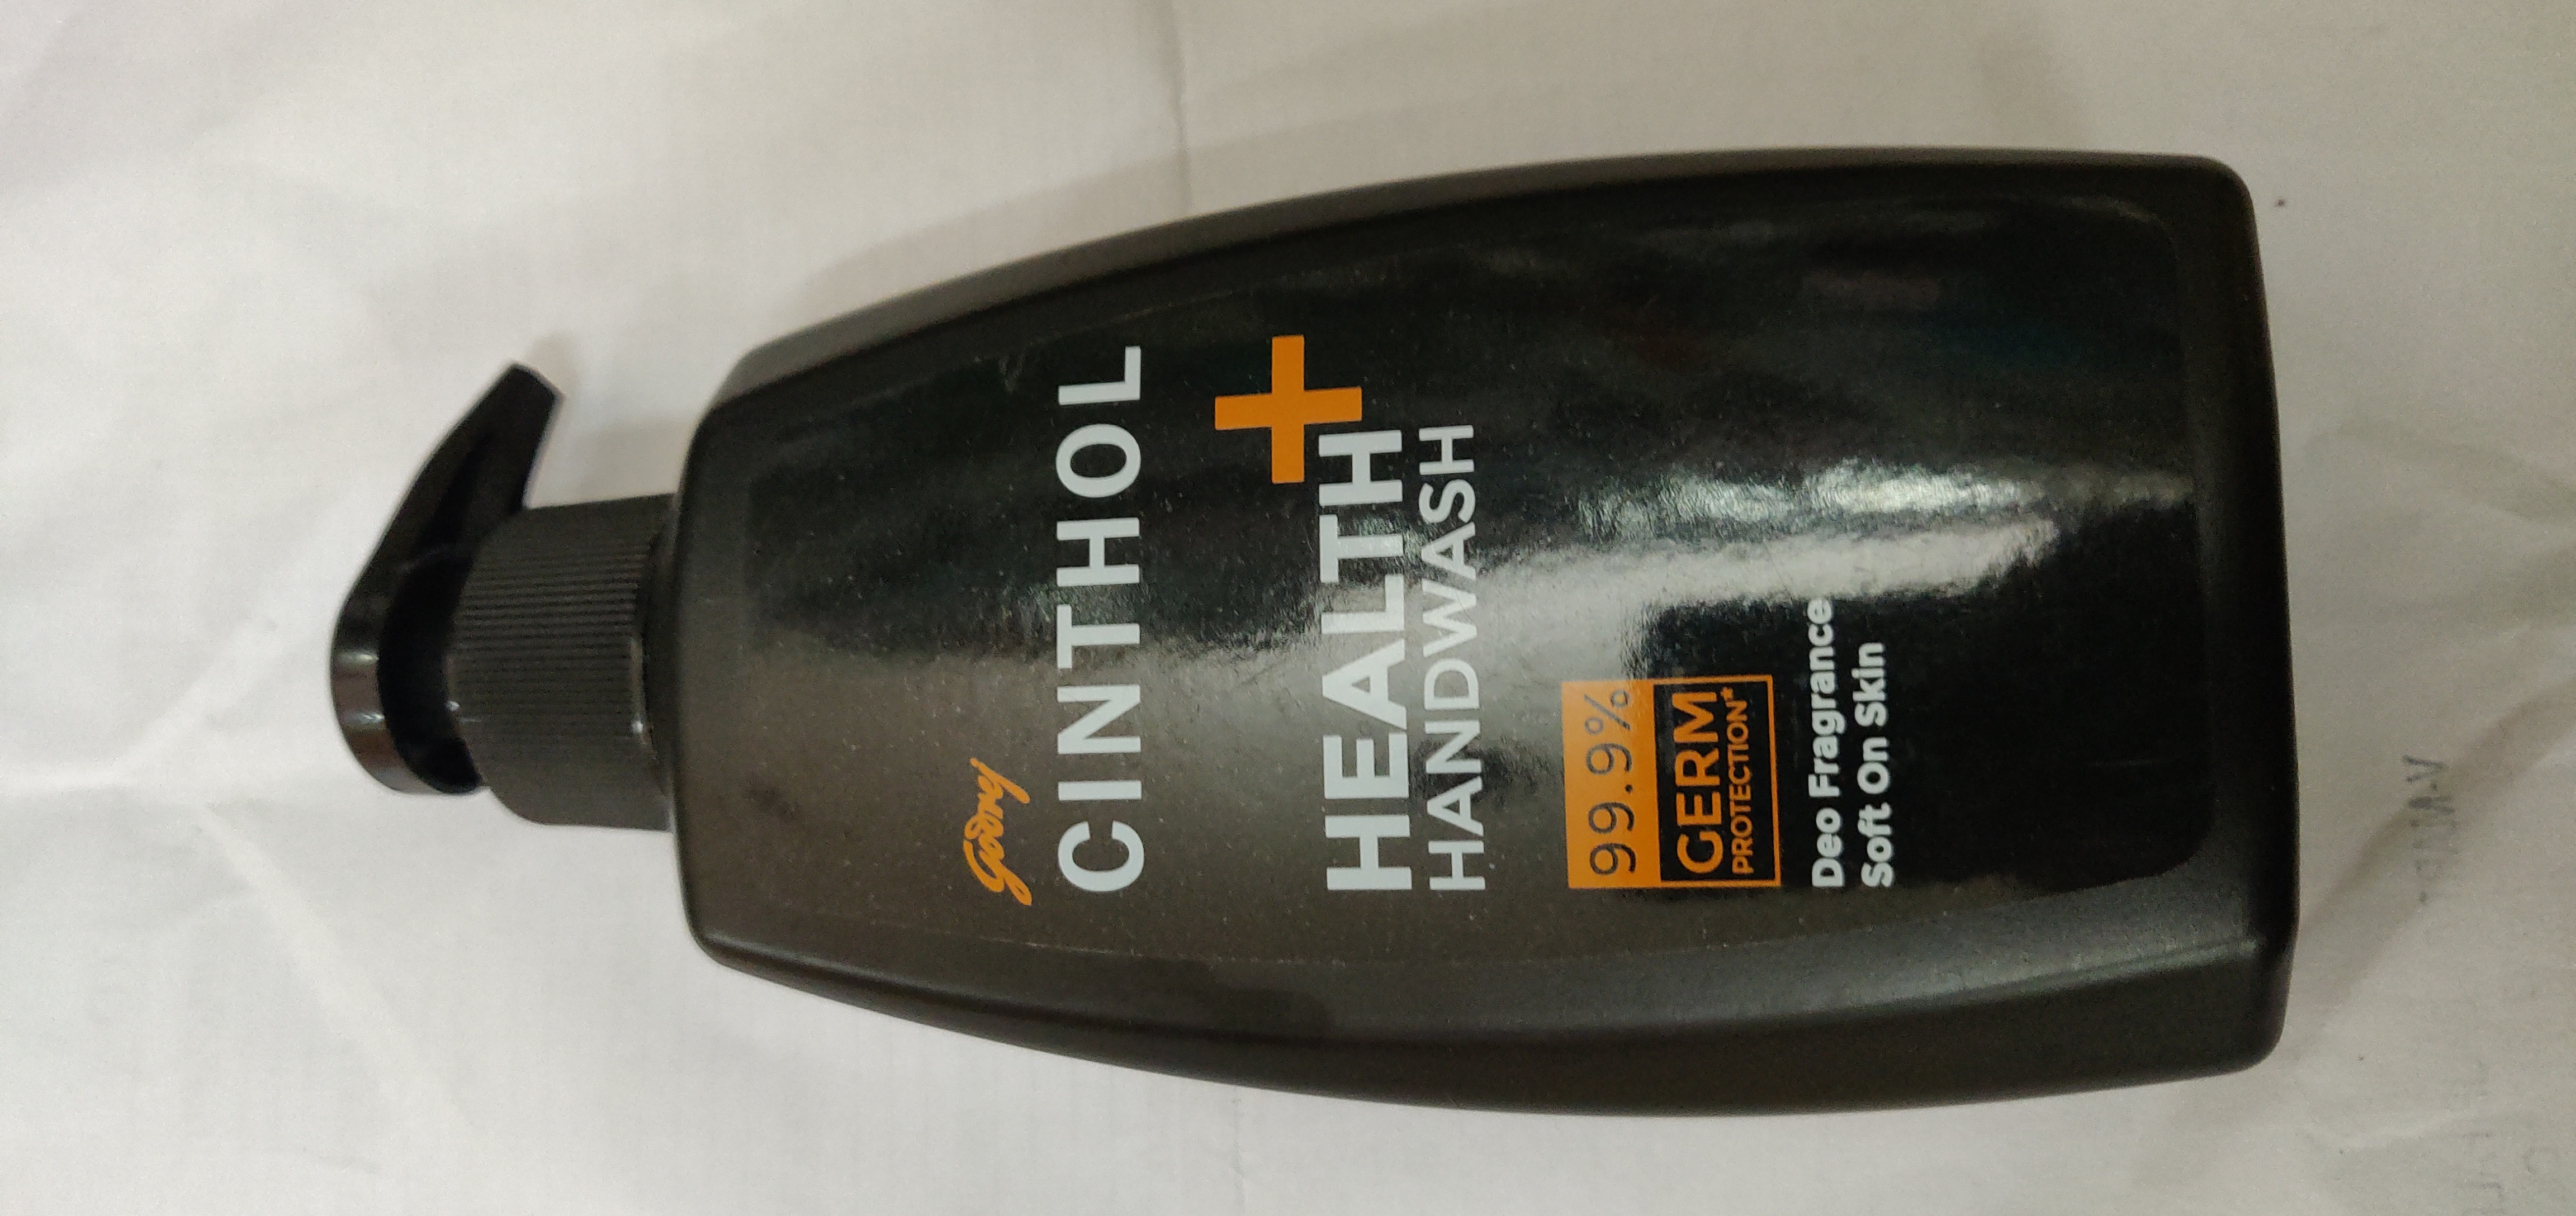 Godrej
CINTHOL
HEALTH+
HANDWASH
99.9%
GERM
PROTECTION*
Deo Fragrance
Soft On Skin